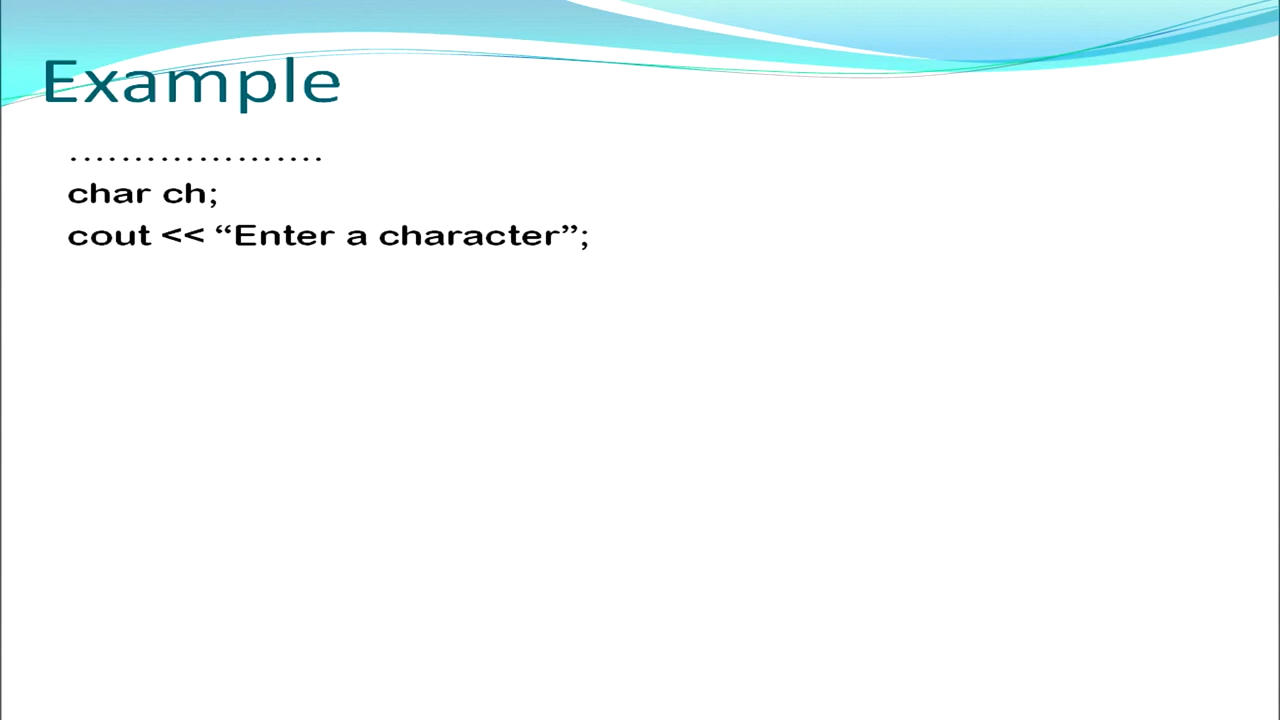 Example
....................
char ch;
cout << “Enter a character”;